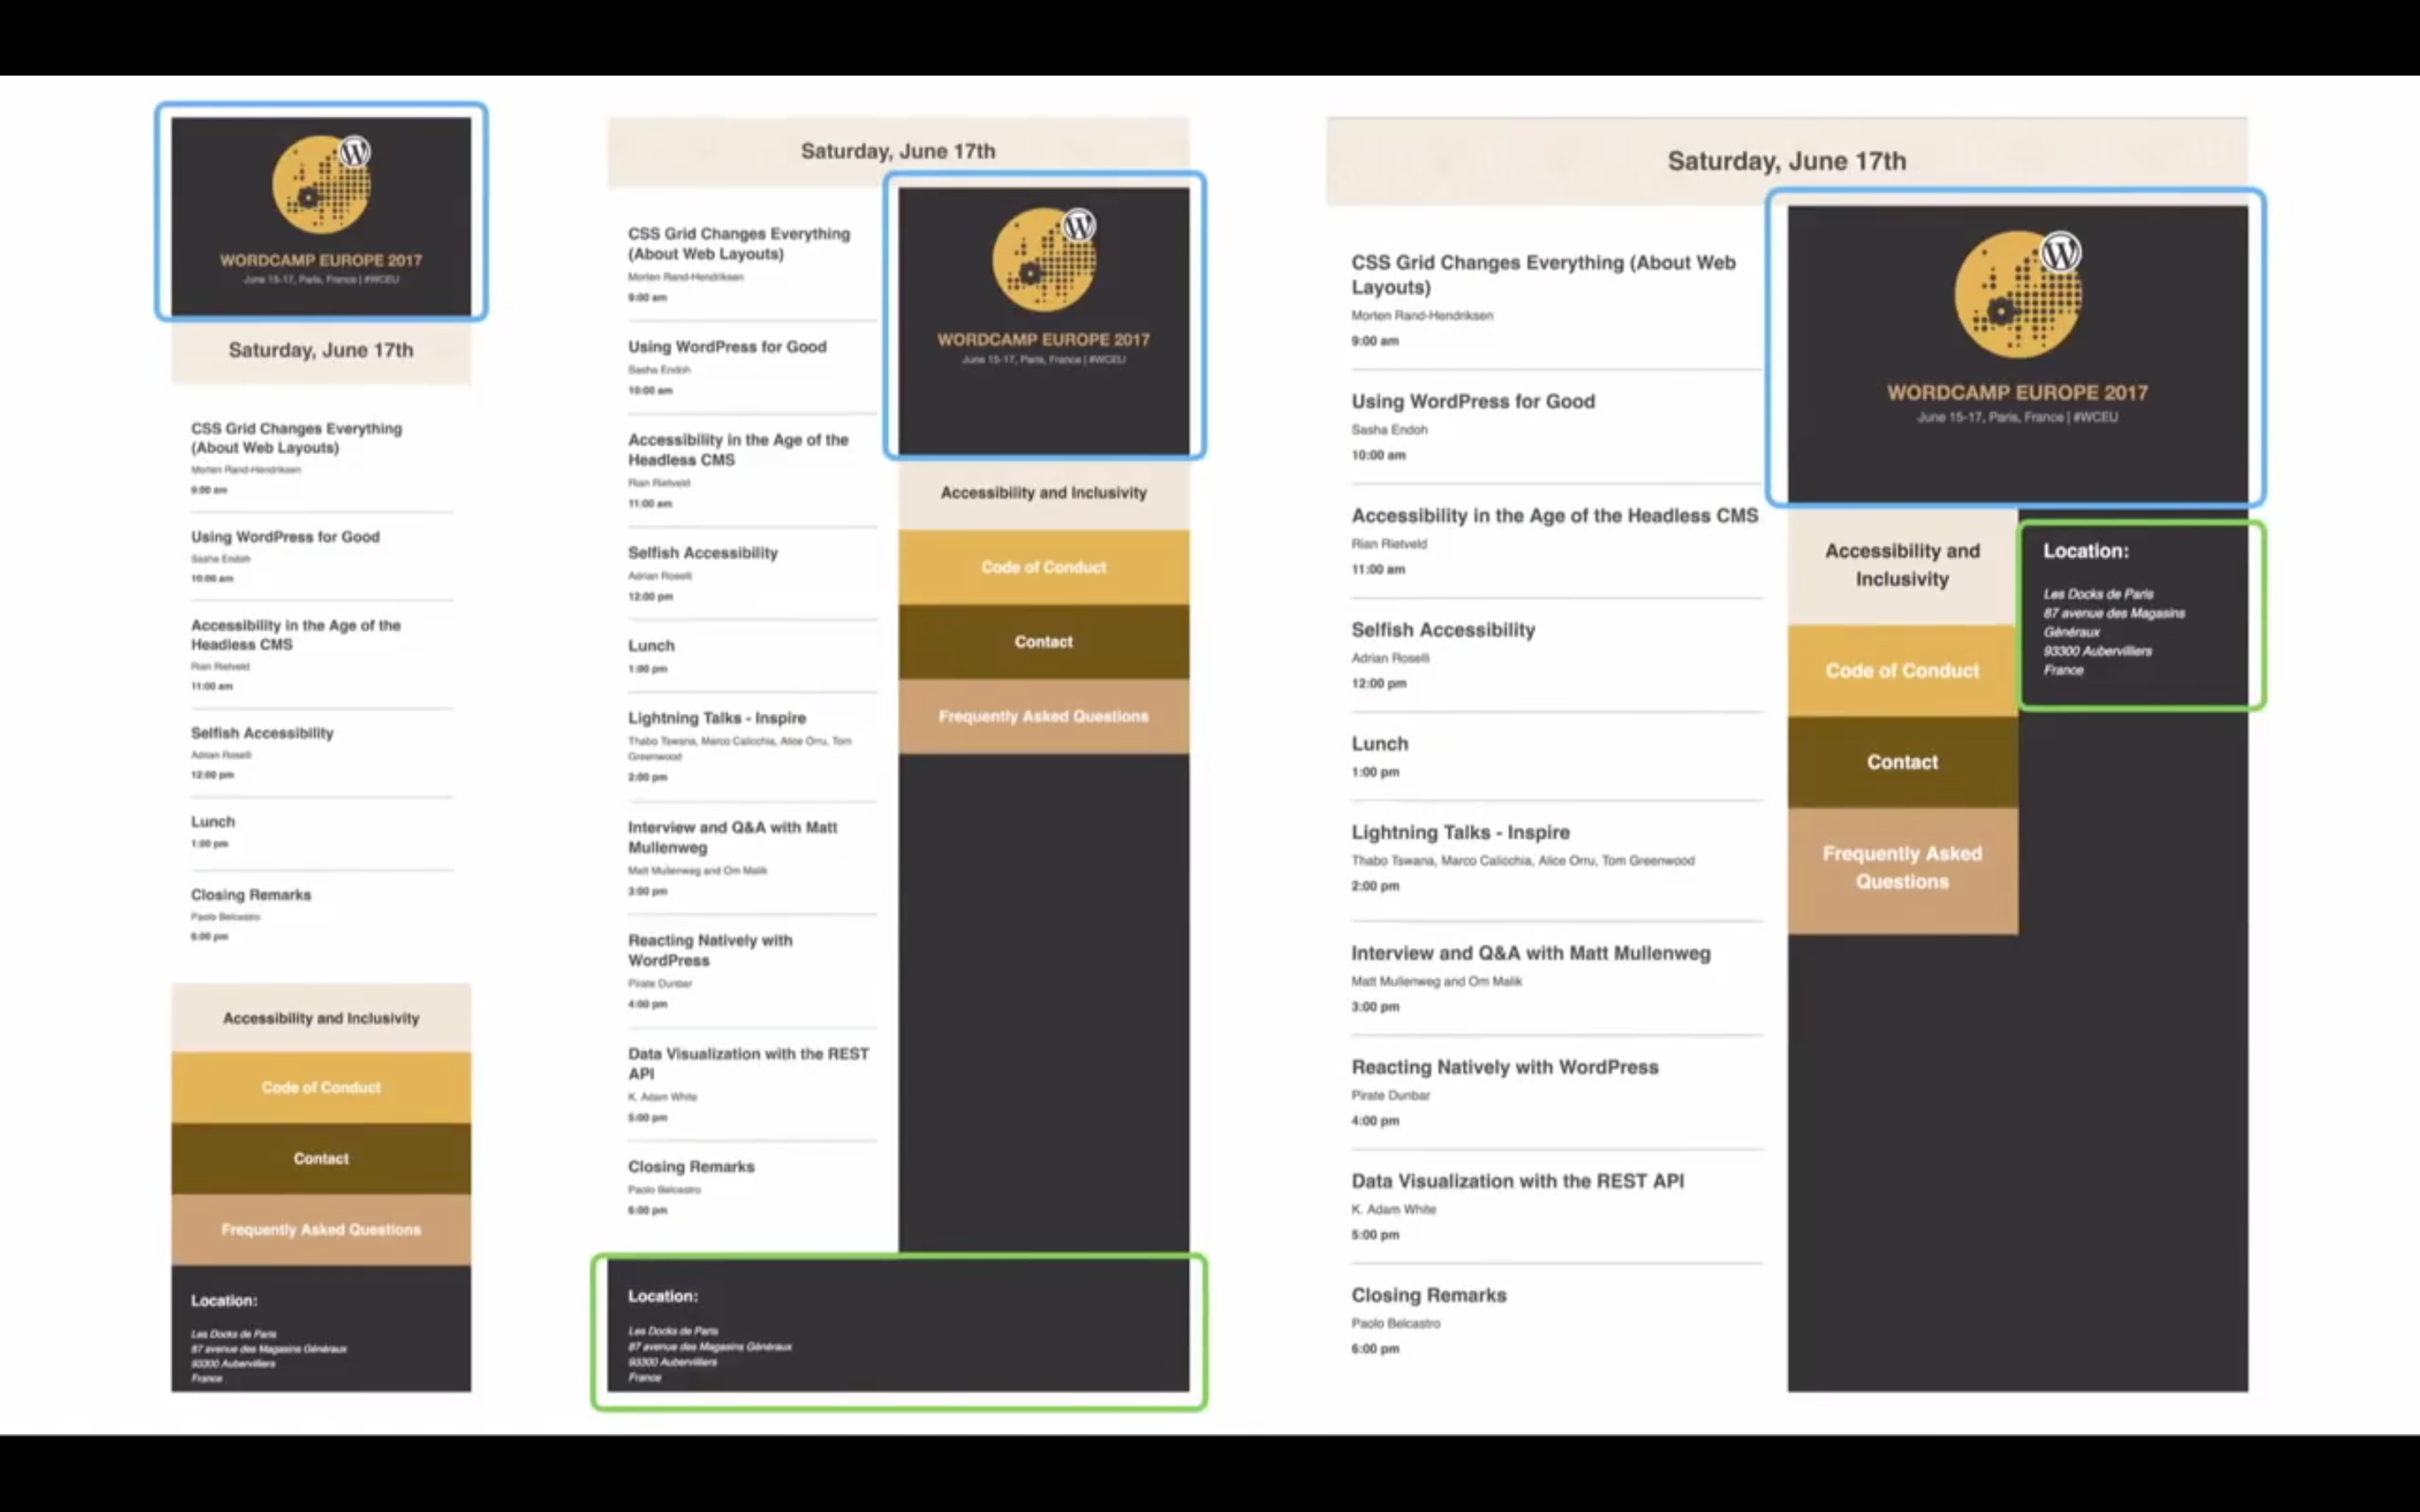 WORDCAMP EUROPE 2017
June 15-17, Paris, France | #WCEU
Saturday, June 17th
CSS Grid Changes Everything
(About Web Layouts)
Morten Rand-Hendriksen
9:00 am
Using WordPress for Good
Sasha Endoh
10:00 am
Accessibility in the Age of the
Headless CMS
Rian Rietveld
11:00 am
Selfish Accessibility
Adrian Roselli
12:00 pm
Lunch
1:00 pm
Closing Remarks
Paolo Belcastro
6:00 pm
Accessibility and Inclusivity
Code of Conduct
Contact
Frequently Asked Questions
Location:
Les Docks de Paris
87 avenue des Magasins Généraux
93300 Aubervilliers
France
Saturday, June 17th
CSS Grid Changes Everything
(About Web Layouts)
Morten Rand-Hendriksen
9:00 am
Using WordPress for Good
Sasha Endoh
10:00 am
Accessibility in the Age of the
Headless CMS
Rian Rietveld
11:00 am
Selfish Accessibility
Adrian Roselli
12:00 pm
Lunch
1:00 pm
Lightning Talks - Inspire
Thabo Tswana, Marco Calicchia, Alice Orru, Tom
Greenwood
2:00 pm
Interview and Q&A with Matt
Mullenweg
Matt Mullenweg and Om Malik
3:00 pm
Reacting Natively with
WordPress
Pirate Dunbar
4:00 pm
Data Visualization with the REST
API
K. Adam White
5:00 pm
Closing Remarks
Paolo Belcastro
6:00 pm
WORDCAMP EUROPE 2017
June 15-17, Paris, France | #WCEU
Accessibility and Inclusivity
Code of Conduct
Contact
Frequently Asked Questions
Location:
Les Docks de Paris
87 avenue des Magasins Généraux
93300 Aubervilliers
France
Saturday, June 17th
CSS Grid Changes Everything (About Web
Layouts)
Morten Rand-Hendriksen
9:00 am
Using WordPress for Good
Sasha Endoh
10:00 am
Accessibility in the Age of the Headless CMS
Rian Rietveld
11:00 am
Selfish Accessibility
Adrian Roselli
12:00 pm
Lunch
1:00 pm
Lightning Talks - Inspire
Thabo Tswana, Marco Calicchia, Alice Orru, Tom Greenwood
2:00 pm
Interview and Q&A with Matt Mullenweg
Matt Mullenweg and Om Malik
3:00 pm
Reacting Natively with WordPress
Pirate Dunbar
4:00 pm
Data Visualization with the REST API
K. Adam White
5:00 pm
Closing Remarks
Paolo Belcastro
6:00 pm
WORDCAMP EUROPE 2017
June 15-17, Paris, France | #WCEU
Accessibility and
Inclusivity
Code of Conduct
Contact
Frequently Asked
Questions
Location:
Les Docks de Paris
87 avenue des Magasins
Généraux
93300 Aubervilliers
France